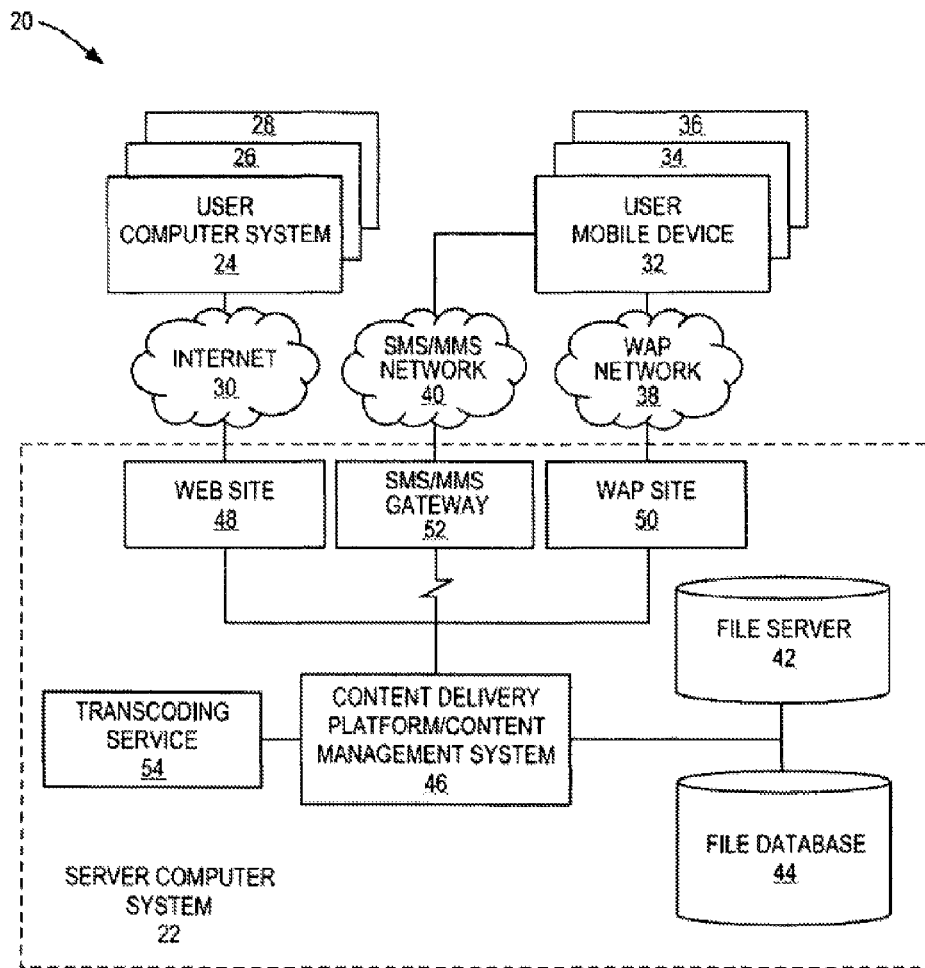 20
28
26
USER
COMPUTER SYSTEM
24
36
34
USER
MOBILE DEVICE
32
INTERNET
30
SMS/MMS
NETWORK
40
WAP
NETWORK
38
WEB SITE
48
SMS/MMS
GATEWAY
52
WAP SITE
50
FILE SERVER
42
TRANSCODING
SERVICE
54
CONTENT DELIVERY
PLATFORM/CONTENT
MANAGEMENT SYSTEM
46
FILE DATABASE
44
SERVER COMPUTER
SYSTEM
22